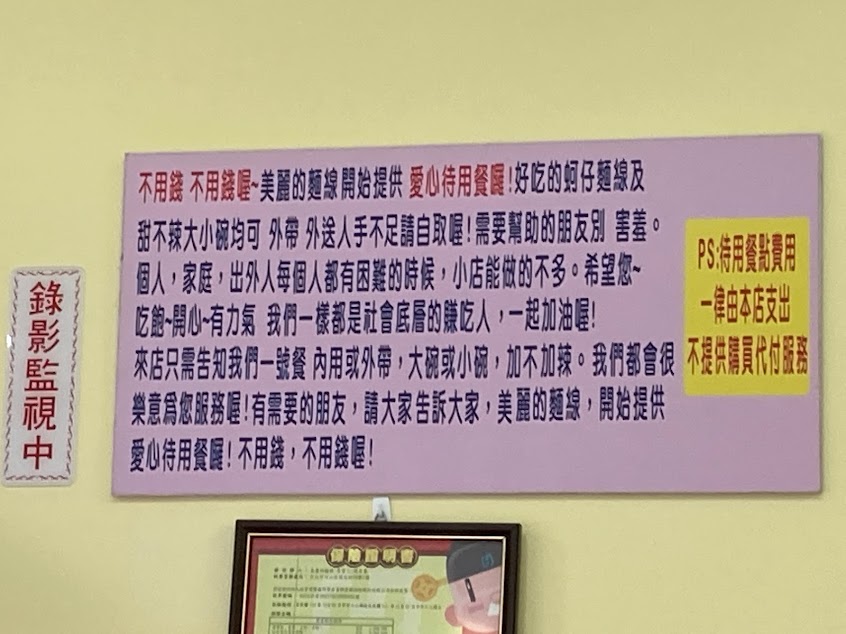 不用錢 不用錢喔~美麗的麵線開始提供 愛心待用餐囉!好吃的蚵仔麵線及
甜不辣大小碗均可 外帶 外送人手不足請自取喔!需要幫助的朋友別 害羞。
個人，家庭，出外人每個人都有困難的時候，小店能做的不多。希望您~
吃飽~開心~有力氣 我們一樣都是社會底層的賺吃人，一起加油喔!
來店只需告知我們一號餐 內用或外帶，大碗或小碗，加不加辣。我們都會很
樂意為您服務喔!有需要的朋友，請大家告訴大家，美麗的麵線，開始提供
愛心待用餐囉!不用錢，不用錢喔!
PS:待用餐點費用
一律由本店支出
不提供購買代付服務
錄影監視中
保險證明書